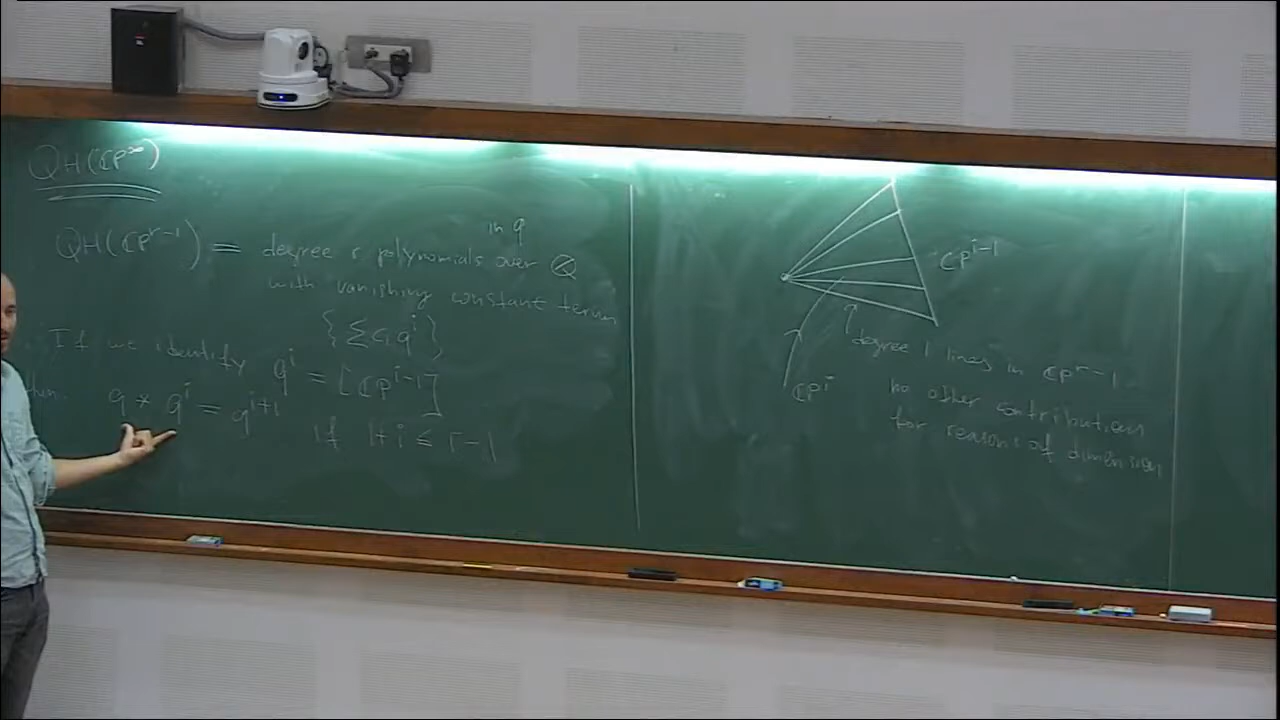 QH(ℂP^∞)
QH(ℂP^{r-1}) = degree r polynomials over ℚ
in q
with vanishing constant term
{Σ c_i q^i}
If we identify q^i = [ℂP^{i-1}]
then q * q^i = q^{i+1} if 1+i ≤ r-1
ℂP^{i-1}
degree 1 lines in ℂP^{r-1}
ℂP^i
no other contributions
for reasons of dimension